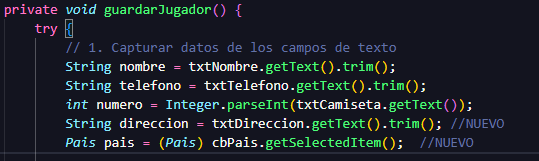 private void guardarJugador() {
try {
// 1. Capturar datos de los campos de texto
String nombre = txtNombre.getText().trim();
String telefono = txtTelefono.getText().trim();
int numero = Integer.parseInt(txtCamiseta.getText());
String direccion = txtDireccion.getText().trim(); //NUEVO
Pais pais = (Pais) cbPais.getSelectedItem();  //NUEVO